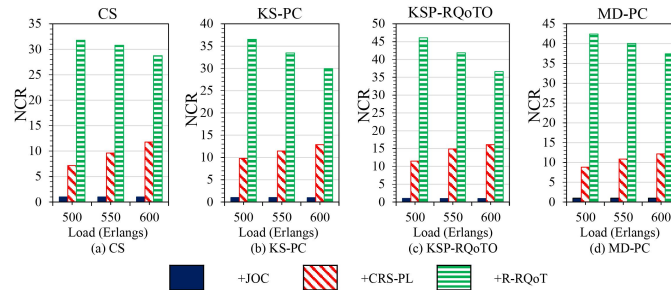 CS
KS-PC
KSP-RQoTO
MD-PC
NCR
35
30
25
20
15
10
5
0
500 550 600
Load (Erlangs)
(a) CS
NCR
40
35
30
25
20
15
10
5
0
500 550 600
Load (Erlangs)
(b) KS-PC
NCR
50
45
40
35
30
25
20
15
10
5
0
500 550 600
Load (Erlangs)
(c) KSP-RQoTO
NCR
45
40
35
30
25
20
15
10
5
0
500 550 600
Load (Erlangs)
(d) MD-PC
+JOC
+CRS-PL
+R-RQoT